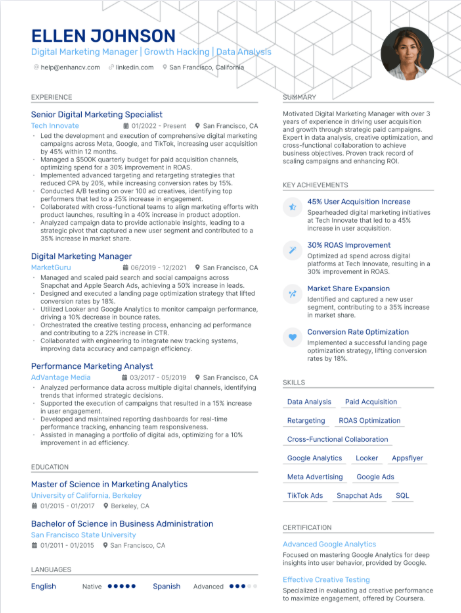 ELLEN JOHNSON
Digital Marketing Manager | Growth Hacking | Data Analysis
help@enhancv.com linkedin.com San Francisco, California
EXPERIENCE
Senior Digital Marketing Specialist
Tech Innovate 01/2022 - Present San Francisco, CA
Led the development and execution of comprehensive digital marketing
campaigns across Meta, Google, and TikTok, increasing user acquisition
by 45% within 12 months.
Managed a $500K quarterly budget for paid acquisition channels,
optimizing spend for a 30% improvement in ROAS.
Implemented advanced targeting and retargeting strategies that
reduced CPA by 20%, while increasing conversion rates by 15%.
Conducted A/B testing on over 100 ad creatives, identifying top
performers that led to a 25% increase in engagement.
Collaborated with cross-functional teams to align marketing efforts with
product launches, resulting in a 40% increase in product adoption.
Analyzed campaign data to provide actionable insights, leading to a
strategic pivot that captured a new user segment and contributed to a
35% increase in market share.
Digital Marketing Manager
MarketGuru 06/2019 - 12/2021 San Francisco, CA
Managed and scaled paid search and social campaigns across
Snapchat and Apple Search Ads, achieving a 50% increase in leads.
Designed and executed a landing page optimization strategy that lifted
conversion rates by 18%.
Utilized Looker and Google Analytics to monitor campaign performance,
driving a 10% decrease in bounce rates.
Orchestrated the creative testing process, enhancing ad performance
and contributing to a 22% increase in CTR.
Collaborated with engineering to integrate new tracking systems,
improving data accuracy and campaign efficiency.
Performance Marketing Analyst
AdVantage Media 03/2017 - 05/2019 San Francisco, CA
Analyzed performance data across multiple digital channels, identifying
trends that informed strategic decisions.
Supported the execution of campaigns that resulted in a 15% increase
in user engagement.
Developed and maintained reporting dashboards for real-time
performance tracking, enhancing team responsiveness.
Assisted in managing a portfolio of digital ads, optimizing for a 10%
improvement in ad efficiency.
EDUCATION
Master of Science in Marketing Analytics
University of California, Berkeley
01/2015 - 01/2017 Berkeley, CA
Bachelor of Science in Business Administration
San Francisco State University
01/2011 - 01/2015 San Francisco, CA
LANGUAGES
English Native Spanish Advanced
SUMMARY
Motivated Digital Marketing Manager with over 3
years of experience in driving user acquisition
and growth through strategic paid campaigns.
Expert in data analysis, creative optimization, and
cross-functional collaboration to achieve
business objectives. Proven track record of
scaling campaigns and enhancing ROI.
KEY ACHIEVEMENTS
45% User Acquisition Increase
Spearheaded digital marketing initiatives
at Tech Innovate that led to a 45%
increase in user acquisition.
30% ROAS Improvement
Optimized ad spend across digital
platforms at Tech Innovate, resulting in a
30% improvement in ROAS.
Market Share Expansion
Identified and captured a new user
segment, contributing to a 35% increase
in market share.
Conversion Rate Optimization
Implemented a successful landing page
optimization strategy, lifting conversion
rates by 18%.
SKILLS
Data Analysis Paid Acquisition
Retargeting ROAS Optimization
Cross-Functional Collaboration
Google Analytics Looker Appsflyer
Meta Advertising Google Ads
TikTok Ads Snapchat Ads SQL
CERTIFICATION
Advanced Google Analytics
Focused on mastering Google Analytics for deep
insights into user behavior, provided by Google.
Effective Creative Testing
Specialized in evaluating ad creative performance
to maximize engagement, offered by Coursera.